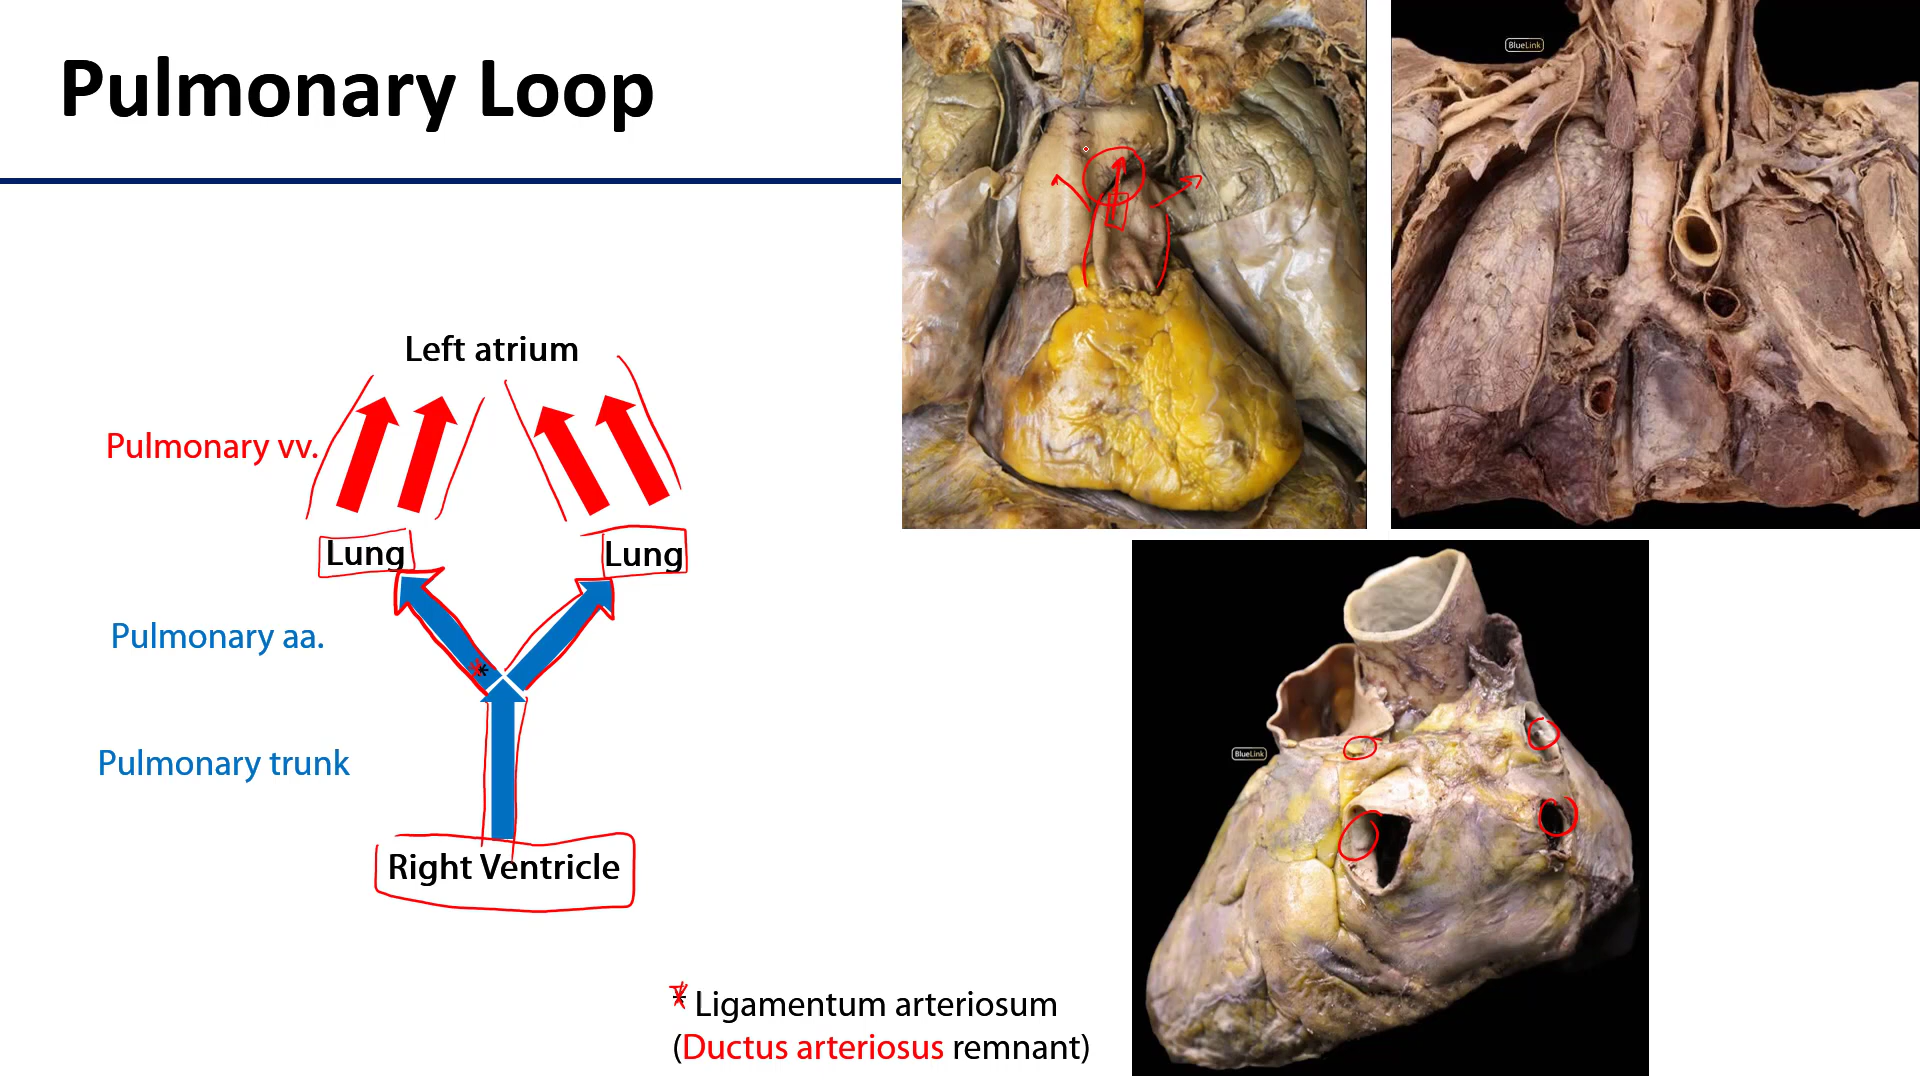 Pulmonary Loop
BlueLink
Left atrium
Pulmonary vv.
Lung
Lung
Pulmonary aa.
*
Pulmonary trunk
BlueLink
Right Ventricle
* Ligamentum arteriosum
(Ductus arteriosus remnant)